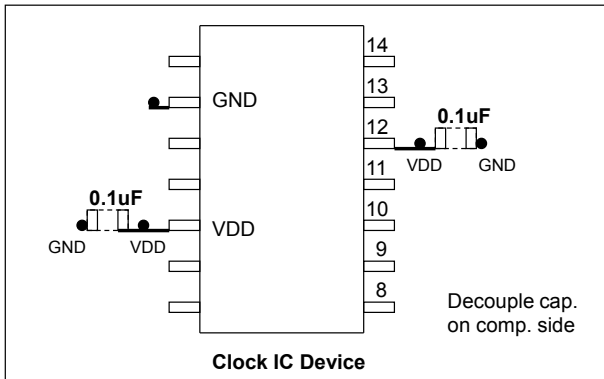 14
GND
13
0.1uF
12
VDD
GND
11
0.1uF
VDD
10
GND
VDD
9
8
Decouple cap.
on comp. side
Clock IC Device